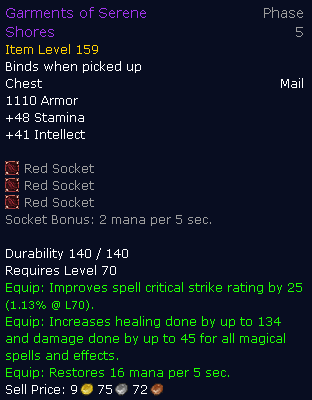 Garments of Serene Phase
Shores 5
Item Level 159
Binds when picked up
Chest Mail
1110 Armor
+48 Stamina
+41 Intellect
Red Socket
Red Socket
Red Socket
Socket Bonus: 2 mana per 5 sec.
Durability 140 / 140
Requires Level 70
Equip: Improves spell critical strike rating by 25
(1.13% @ L70).
Equip: Increases healing done by up to 134
and damage done by up to 45 for all magical
spells and effects.
Equip: Restores 16 mana per 5 sec.
Sell Price: 9 75 72